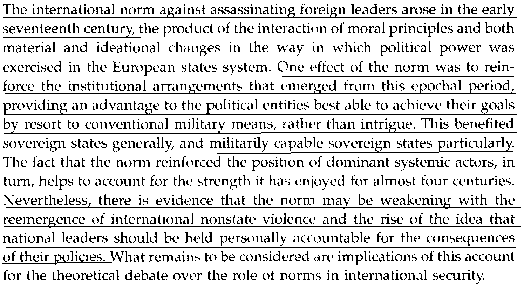 The international norm against assassinating foreign leaders arose in the early
seventeenth century, the product of the interaction of moral principles and both
material and ideational changes in the way in which political power was
exercised in the European states system. One effect of the norm was to rein-
force the institutional arrangements that emerged from this epochal period,
providing an advantage to the political entities best able to achieve their goals
by resort to conventional military means, rather than intrigue. This benefited
sovereign states generally, and militarily capable sovereign states particularly.
The fact that the norm reinforced the position of dominant systemic actors, in
turn, helps to account for the strength it has enjoyed for almost four centuries.
Nevertheless, there is evidence that the norm may be weakening with the
reemergence of international nonstate violence and the rise of the idea that
national leaders should be held personally accountable for the consequences
of their policies. What remains to be considered are implications of this account
for the theoretical debate over the role of norms in international security.